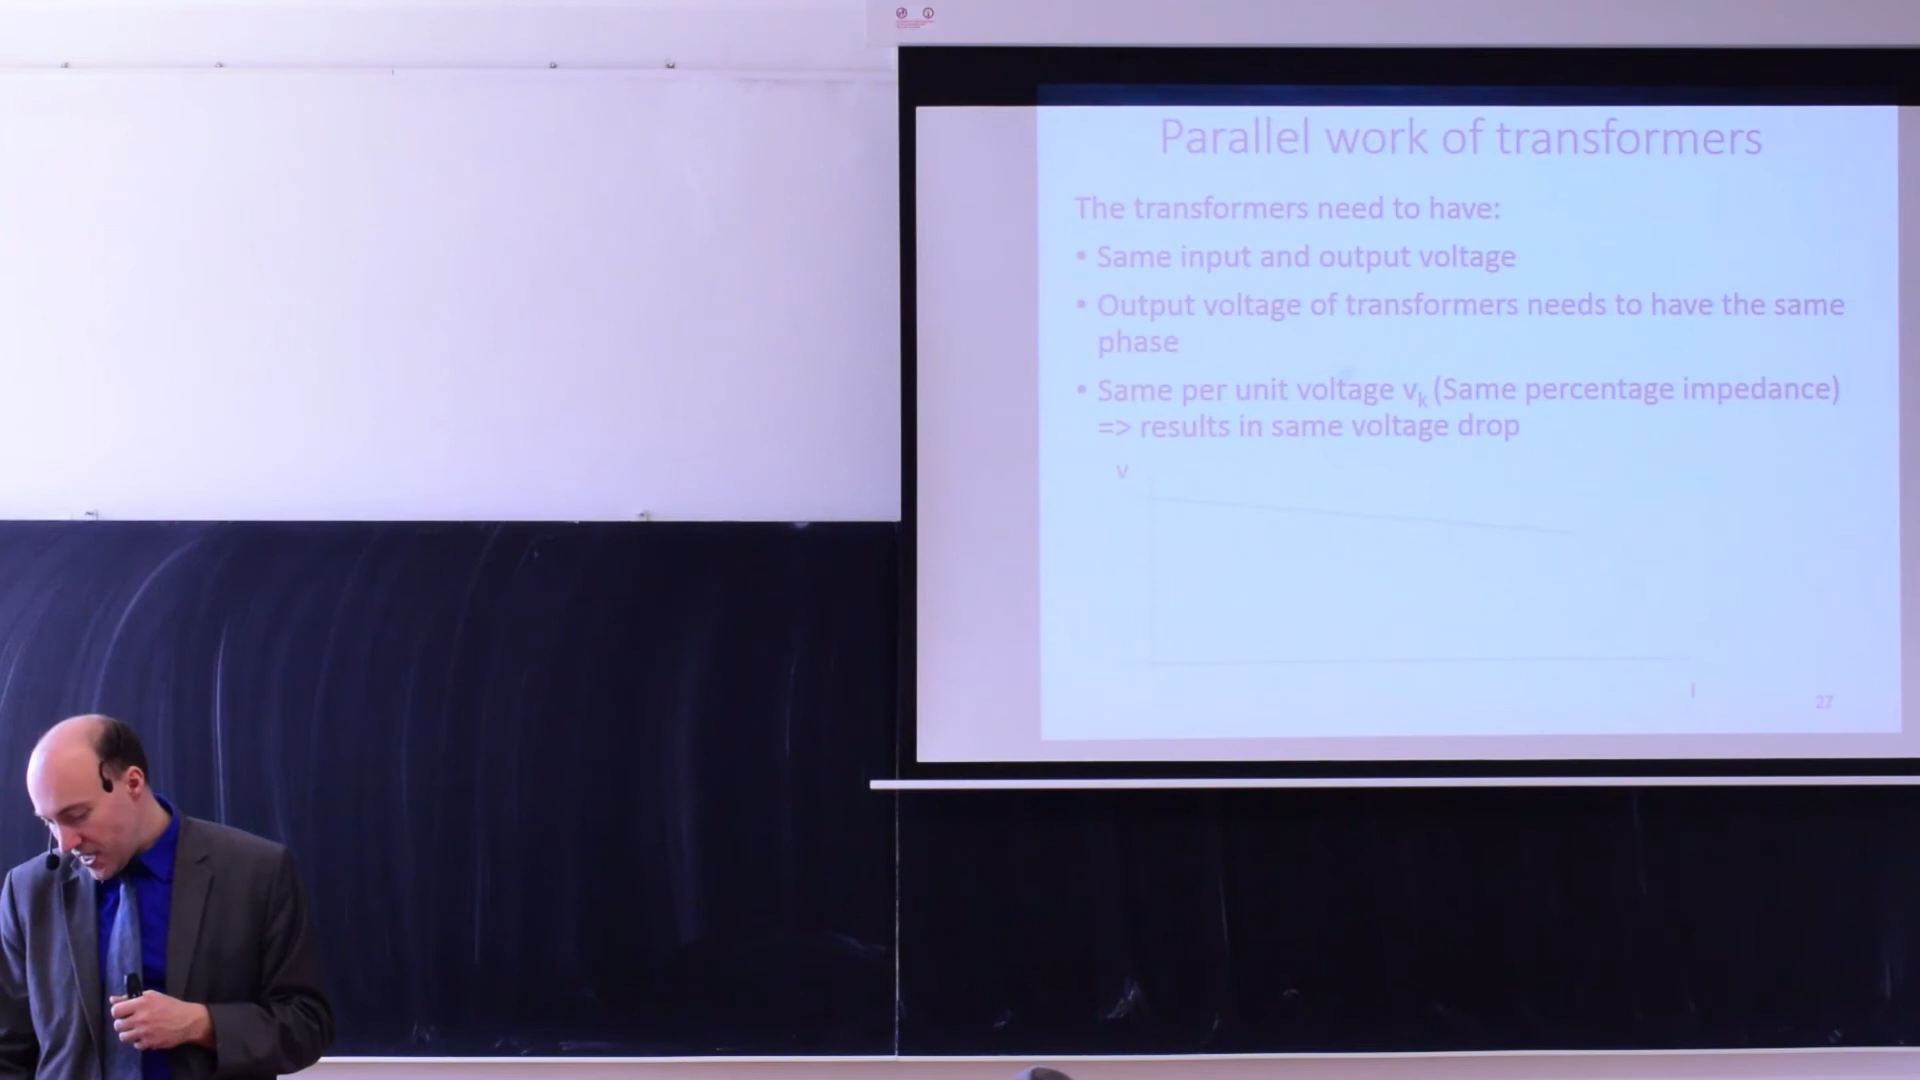 Parallel work of transformers
The transformers need to have:
• Same input and output voltage
• Output voltage of transformers needs to have the same
phase
• Same per unit voltage vk (Same percentage impedance)
=> results in same voltage drop
v
I
27